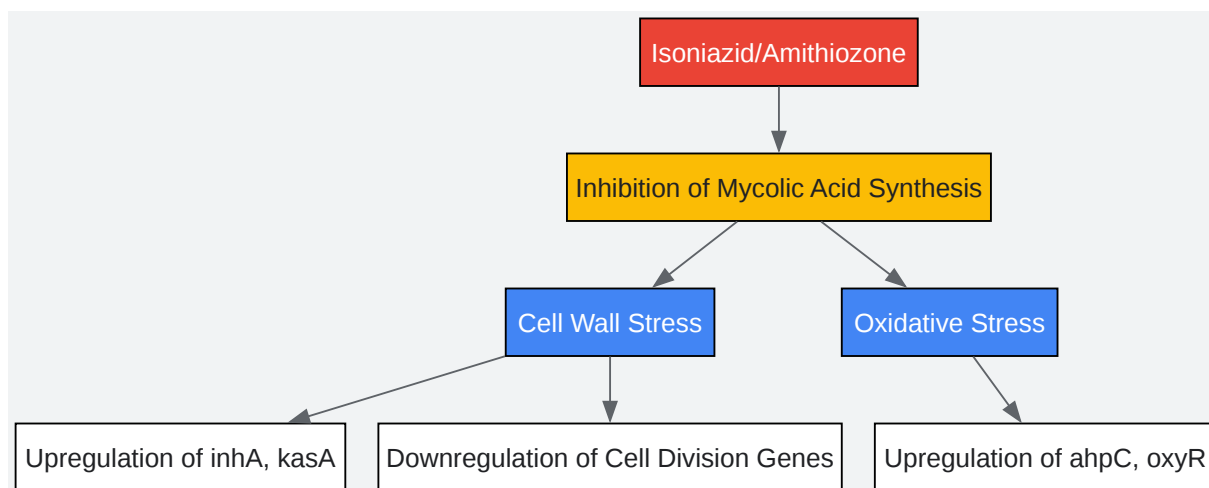 Isoniazid/Amithiozone
Inhibition of Mycolic Acid Synthesis
Cell Wall Stress
Oxidative Stress
Upregulation of inhA, kasA
Downregulation of Cell Division Genes
Upregulation of ahpC, oxyR